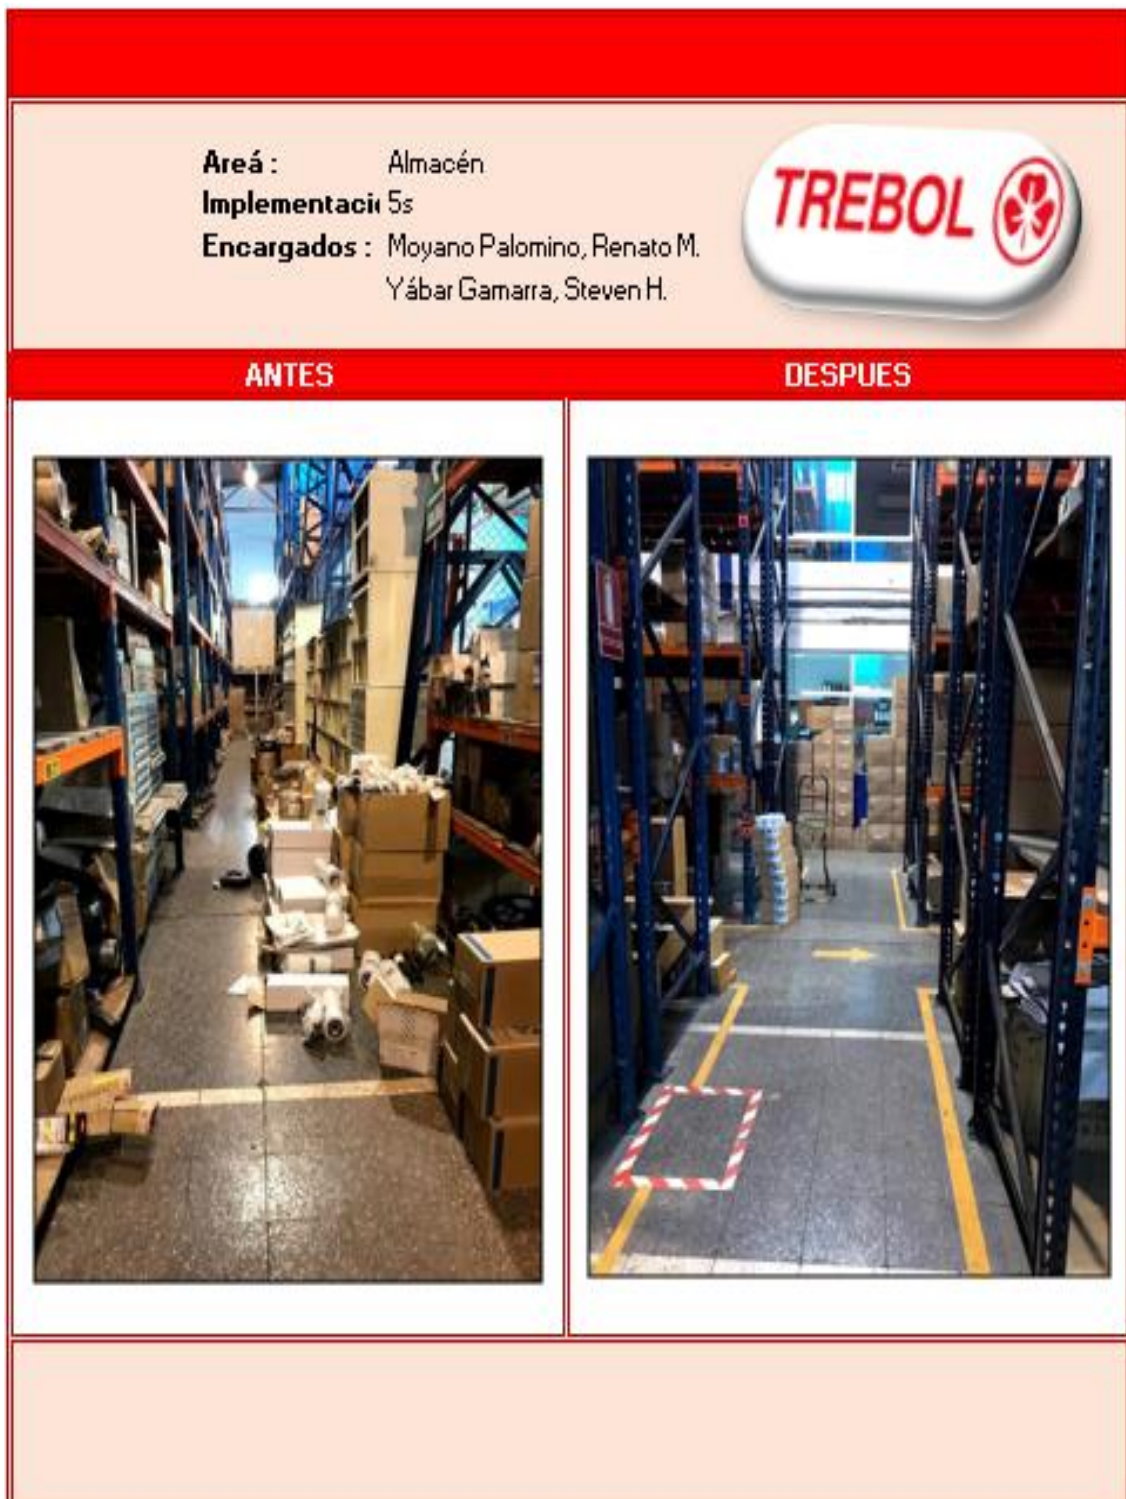 Areá : Almacén
Implementaci 5s
Encargados : Moyano Palomino, Renato M.
Yábar Gamarra, Steven H.
TREBOL
ANTES
DESPUES